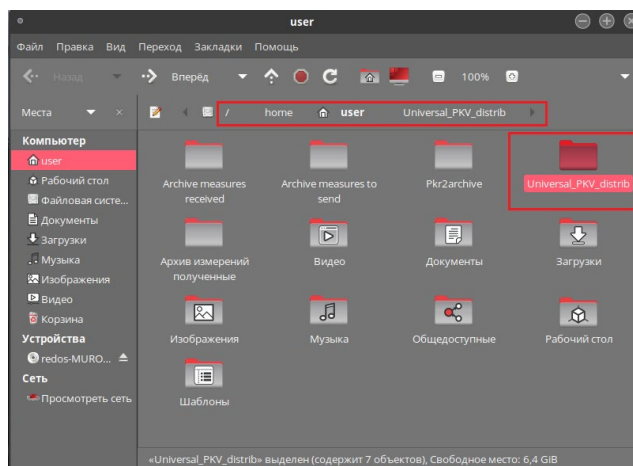 user
Файл Правка Вид Переход Закладки Помощь
Назад Вперёд 100%
Места
/ home user Universal_PKV_distrib
Компьютер
user
Рабочий стол
Файловая систе...
Документы
Загрузки
Музыка
Изображения
Видео
Корзина
Устройства
redos-MURO...
Сеть
Просмотреть сеть
Archive measures
received
Archive measures to
send
Pkr2archive
Universal_PKV_distrib
Архив измерений
полученные
Видео
Документы
Загрузки
Изображения
Музыка
Общедоступные
Рабочий стол
Шаблоны
«Universal_PKV_distrib» выделен (содержит 7 объектов), Свободное место: 6,4 GiB